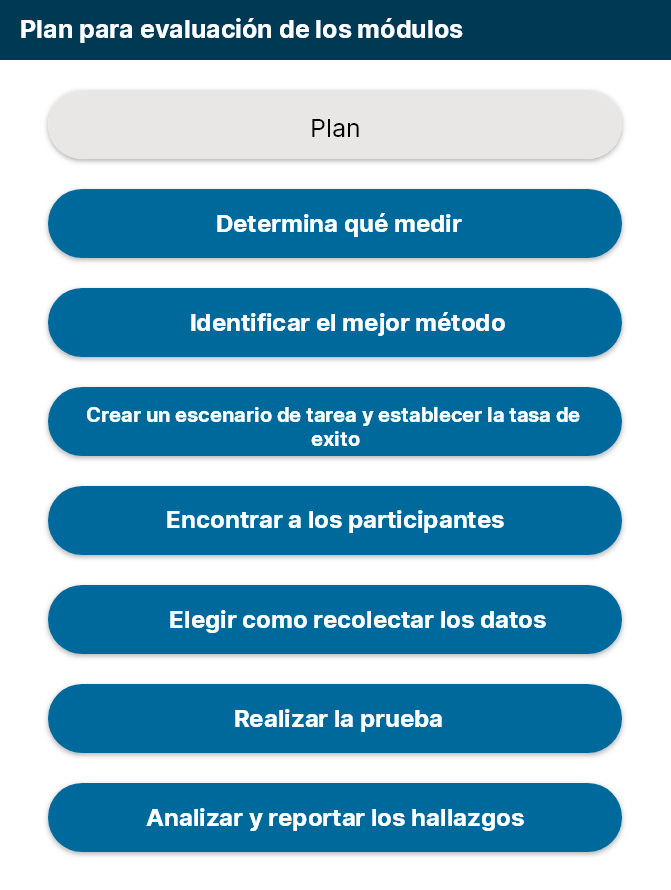 Plan para evaluación de los módulos
Plan
Determina qué medir
Identificar el mejor método
Crear un escenario de tarea y establecer la tasa de
exito
Encontrar a los participantes
Elegir como recolectar los datos
Realizar la prueba
Analizar y reportar los hallazgos